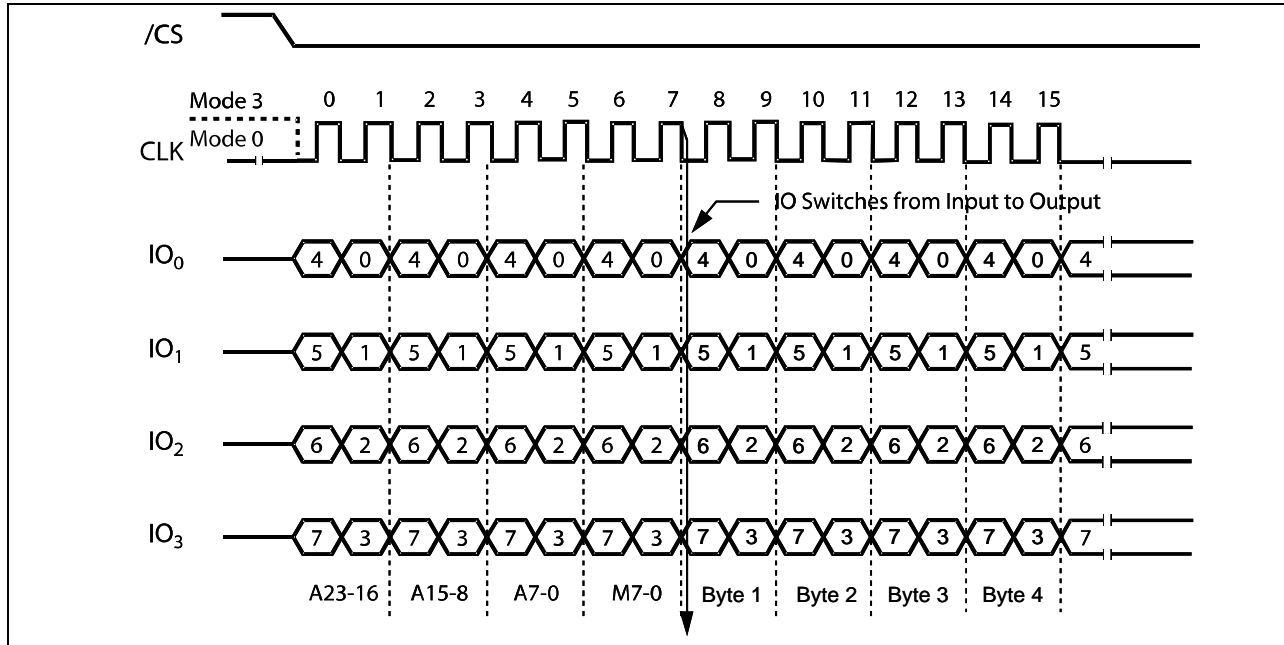 /CS
Mode 3
0 1 2 3 4 5 6 7 8 9 10 11 12 13 14 15
Mode 0
CLK
IO Switches from Input to Output
IO0 4 0 4 0 4 0 4 0 4 0 4 0 4 0 4 0 4
IO1 5 1 5 1 5 1 5 1 5 1 5 1 5 1 5 1 5
IO2 6 2 6 2 6 2 6 2 6 2 6 2 6 2 6 2 6
IO3 7 3 7 3 7 3 7 3 7 3 7 3 7 3 7 3 7
A23-16 A15-8 A7-0 M7-0 Byte 1 Byte 2 Byte 3 Byte 4